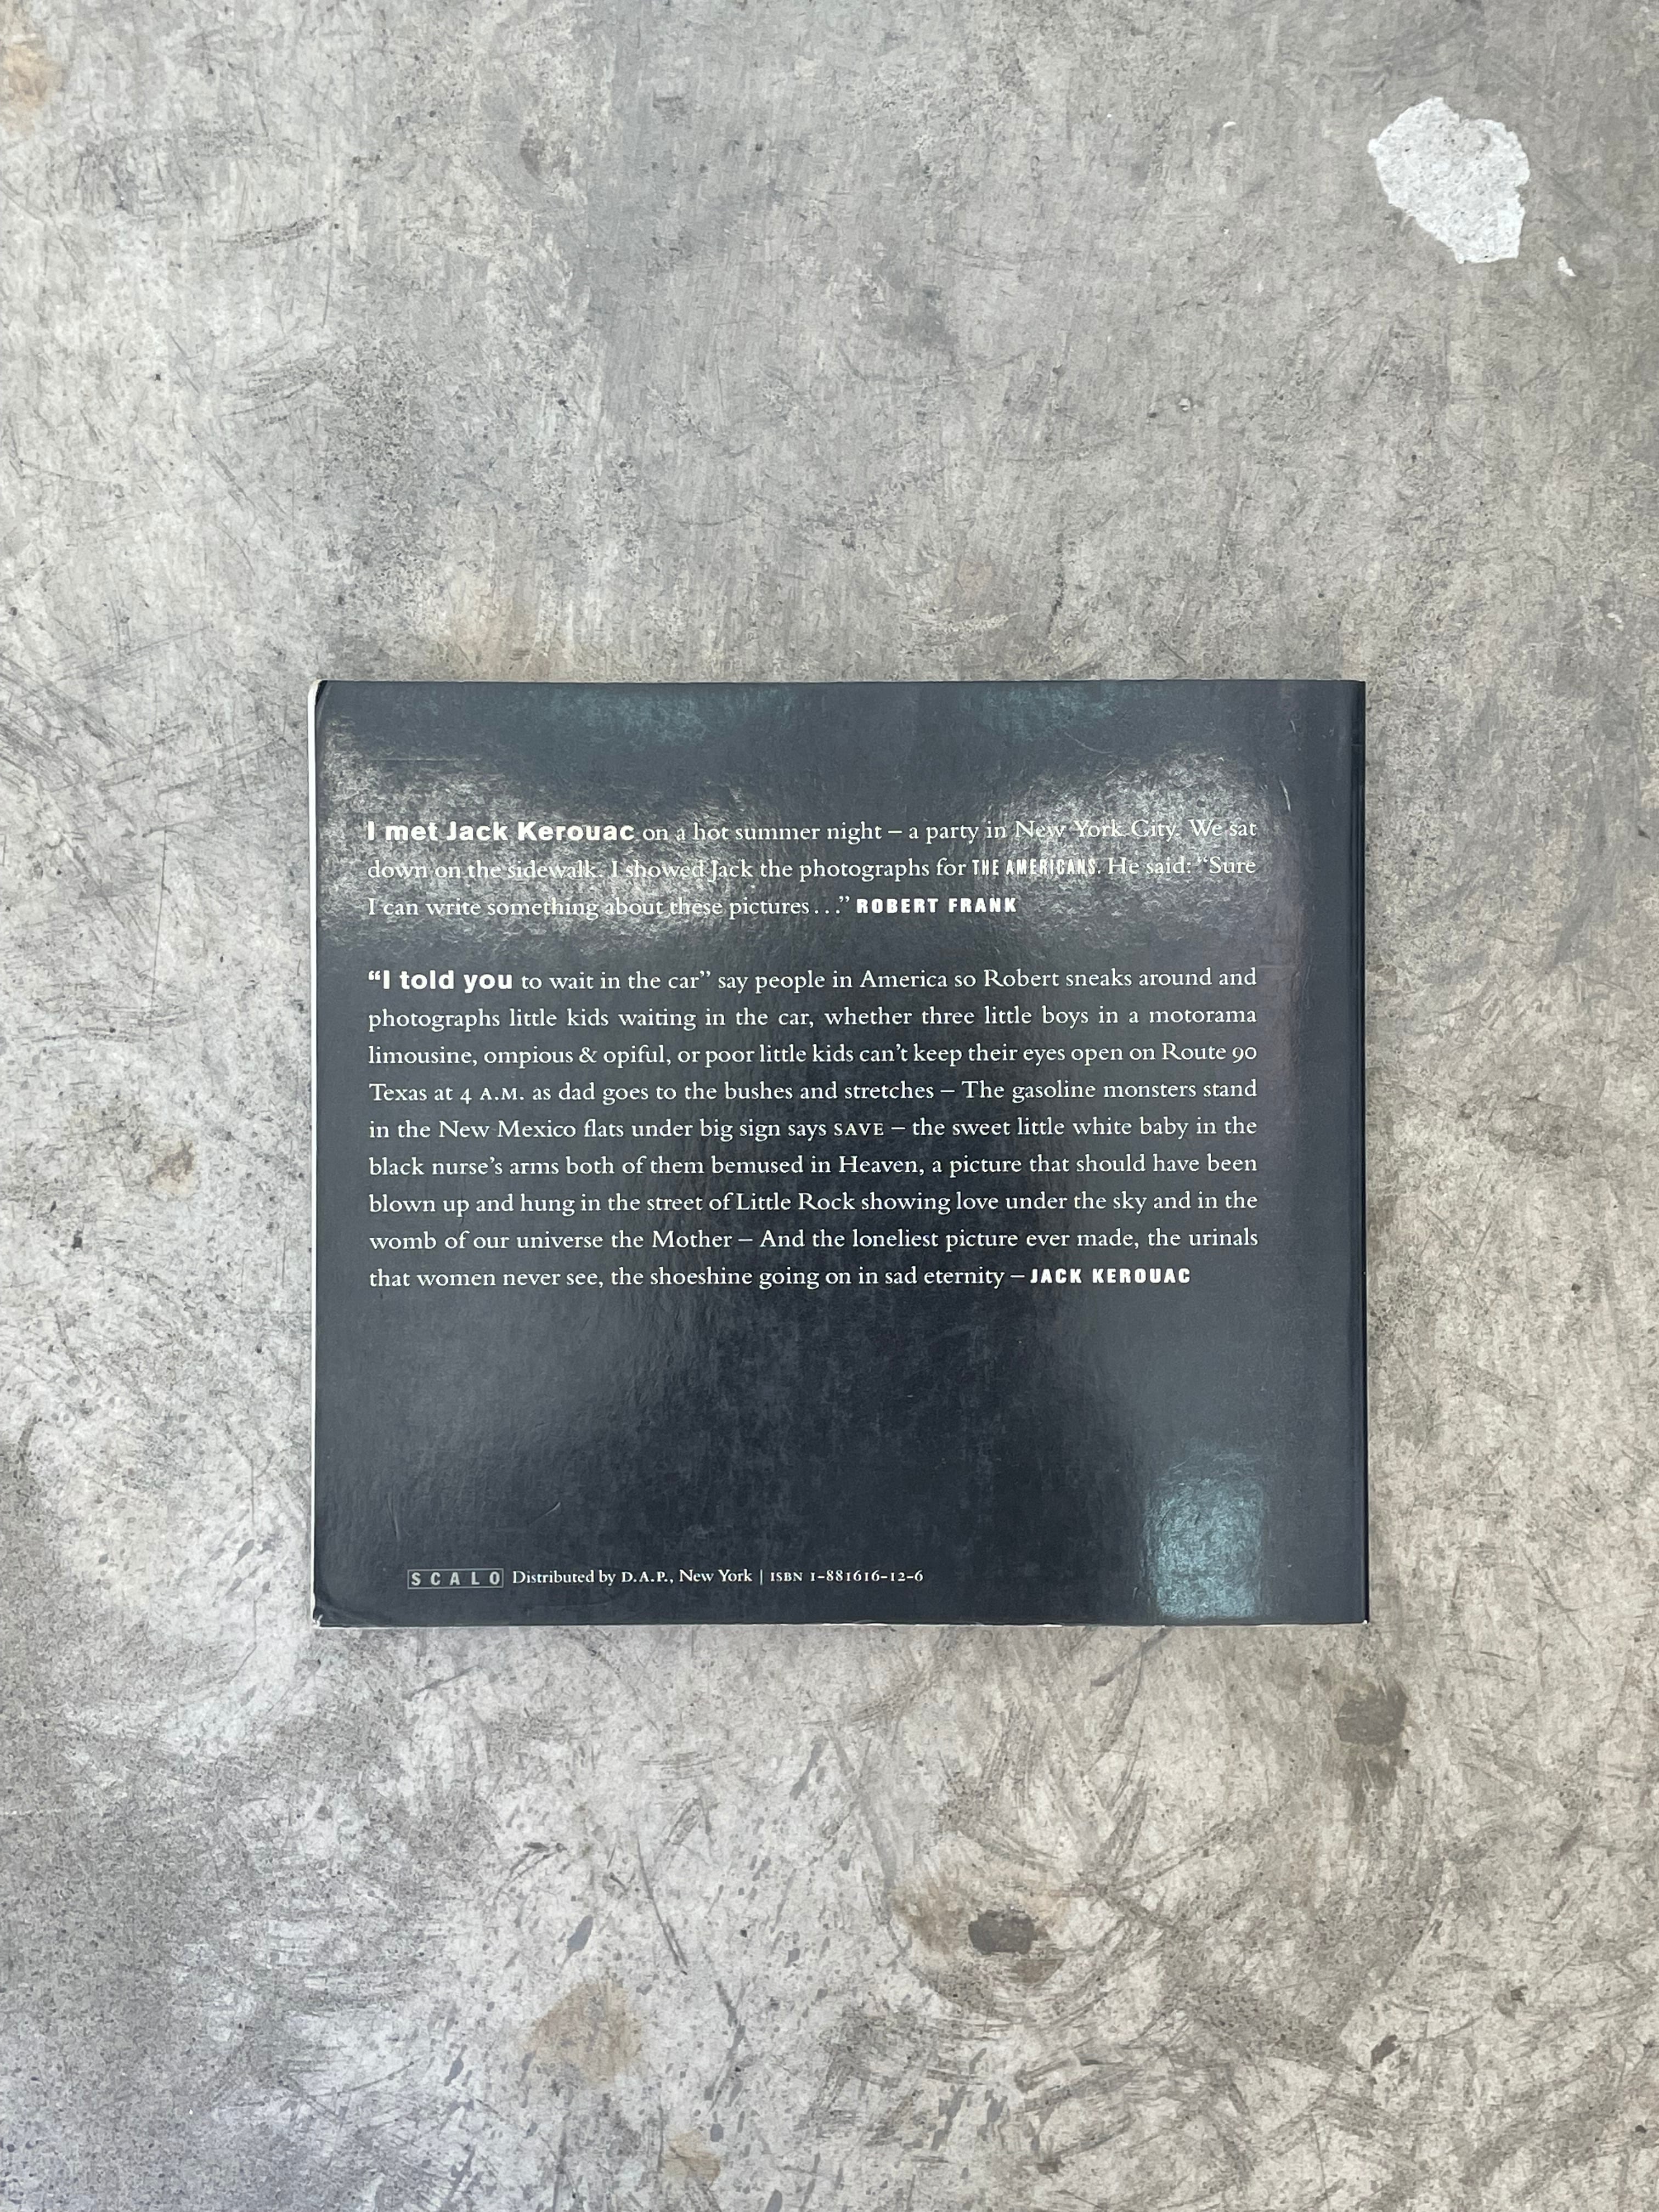 I met Jack Kerouac on a hot summer night – a party in New York City. We sat
down on the sidewalk. I showed Jack the photographs for THE AMERICANS. He said: “Sure
I can write something about these pictures . . .” ROBERT FRANK
“I told you to wait in the car” say people in America so Robert sneaks around and
photographs little kids waiting in the car, whether three little boys in a motorama
limousine, ompious & opiful, or poor little kids can’t keep their eyes open on Route 90
Texas at 4 A.M. as dad goes to the bushes and stretches – The gasoline monsters stand
in the New Mexico flats under big sign says SAVE – the sweet little white baby in the
black nurse’s arms both of them bemused in Heaven, a picture that should have been
blown up and hung in the street of Little Rock showing love under the sky and in the
womb of our universe the Mother – And the loneliest picture ever made, the urinals
that women never see, the shoeshine going on in sad eternity – JACK KEROUAC
SCALO Distributed by D.A.P., New York | ISBN 1-881616-12-6